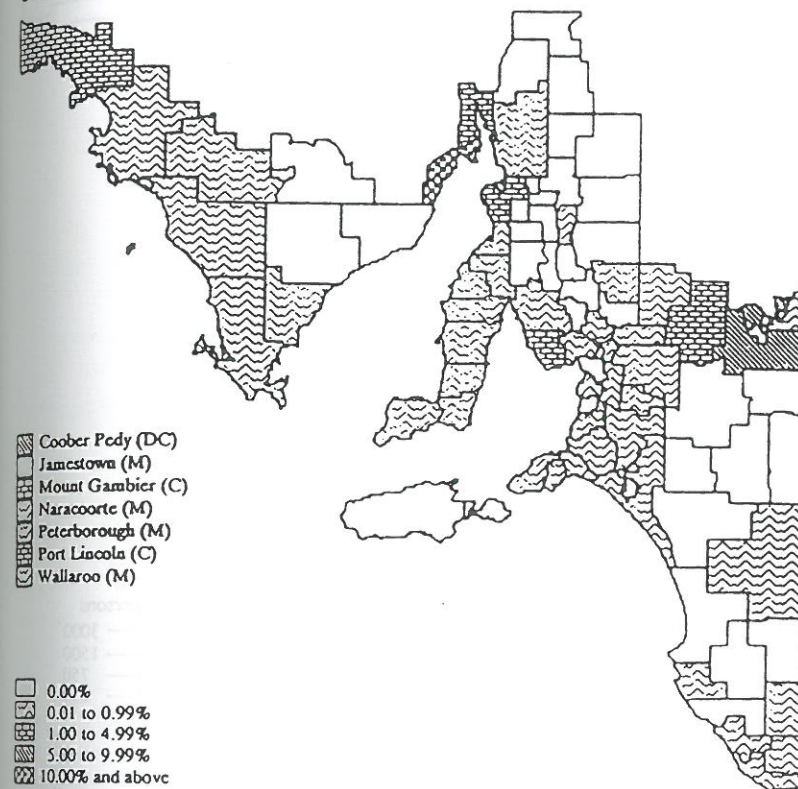 Coober Pedy (DC)
Jamestown (M)
Mount Gambier (C)
Naracoorte (M)
Peterborough (M)
Port Lincoln (C)
Wallaroo (M)
0.00%
0.01 to 0.99%
1.00 to 4.99%
5.00 to 9.99%
10.00% and above